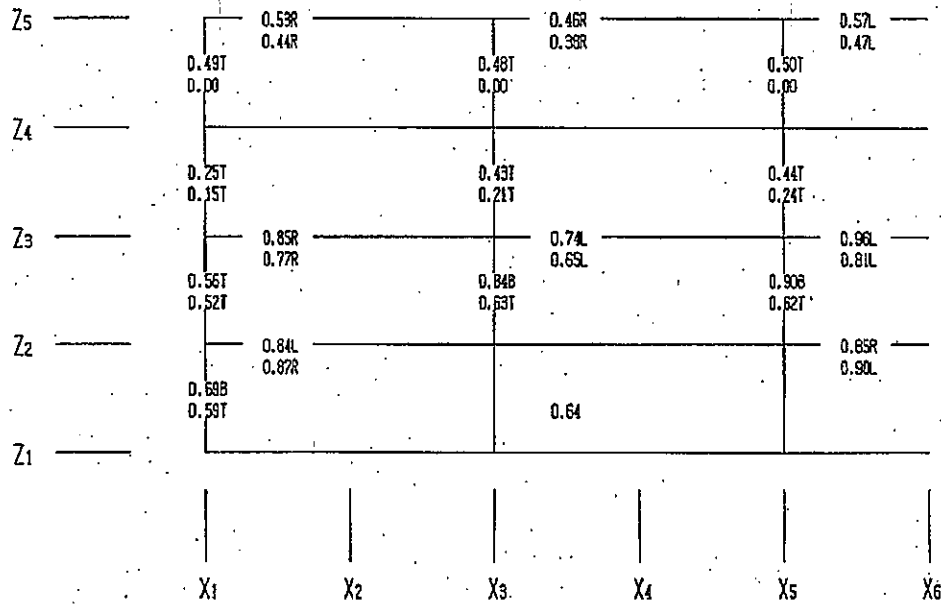 Z5 0.53R 0.46R 0.57L
0.44R 0.38R 0.47L
0.49T 0.48T 0.50T
0.00 0.00 0.00
Z4
0.25T 0.43T 0.44T
0.15T 0.21T 0.24T
Z3 0.85R 0.74L 0.96L
0.77R 0.65L 0.81L
0.56T 0.84B 0.90B
0.52T 0.63T 0.62T
Z2 0.84L 0.85R
0.87R 0.90L
0.69B
0.59T 0.64
Z1
X1 X2 X3 X4 X5 X6